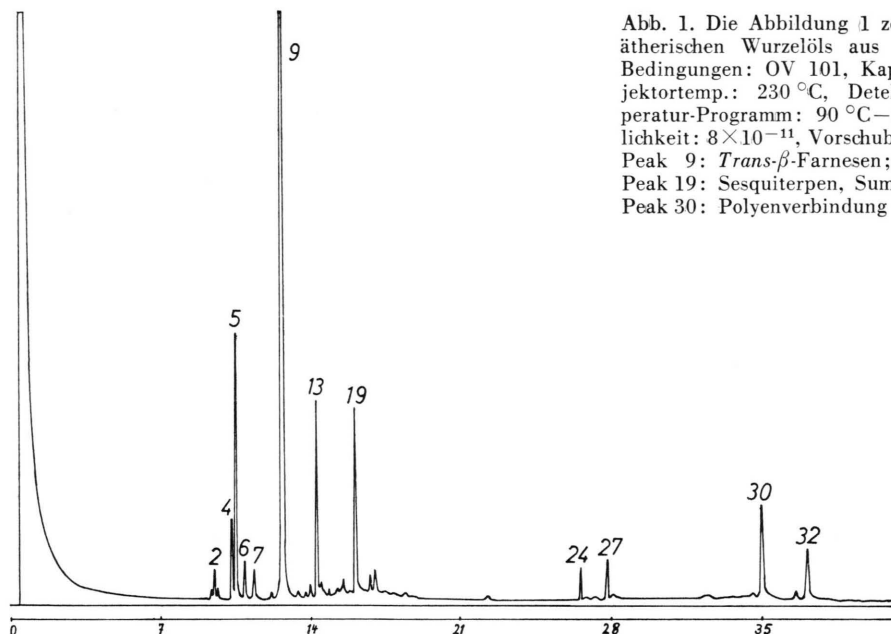 Abb. 1. Die Abbildung 1 ze
ätherischen Wurzelöls aus
Bedingungen: OV 101, Kap
jektortemp.: 230 °C, Dete
peratur-Programm: 90 °C—
lichkeit: 8×10⁻¹¹, Vorschub
Peak 9: Trans-β-Farnesen;
Peak 19: Sesquiterpen, Sum
Peak 30: Polyenverbindung
9
5
13
19
4
2
6
7
24
27
30
32
0 7 14 21 28 35